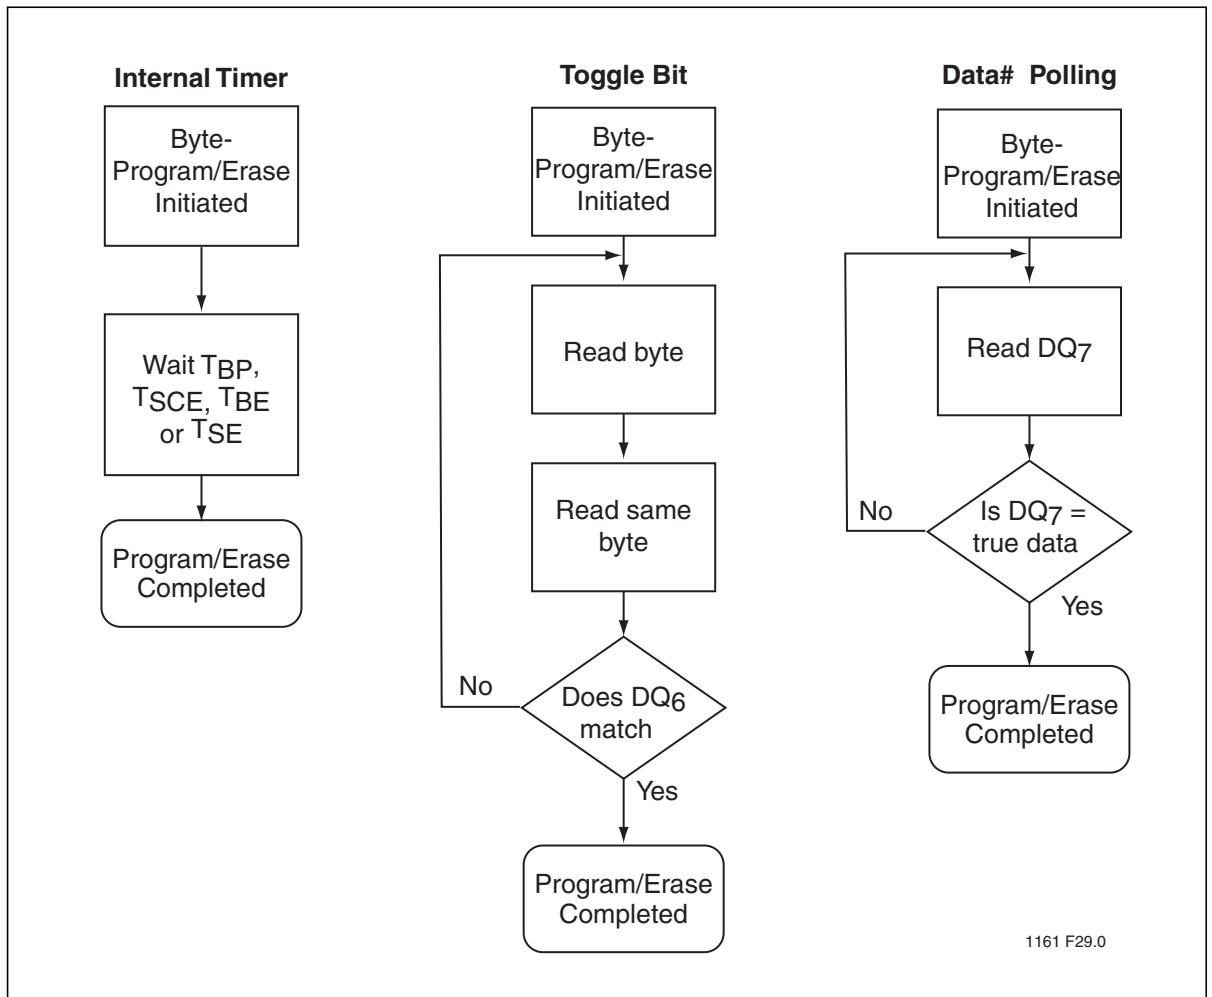 Internal Timer
Byte-
Program/Erase
Initiated
Wait TBP,
TSCE, TBE
or TSE
Program/Erase
Completed
Toggle Bit
Byte-
Program/Erase
Initiated
Read byte
Read same
byte
No
Does DQ6
match
Yes
Program/Erase
Completed
Data# Polling
Byte-
Program/Erase
Initiated
Read DQ7
No
Is DQ7 =
true data
Yes
Program/Erase
Completed
1161 F29.0